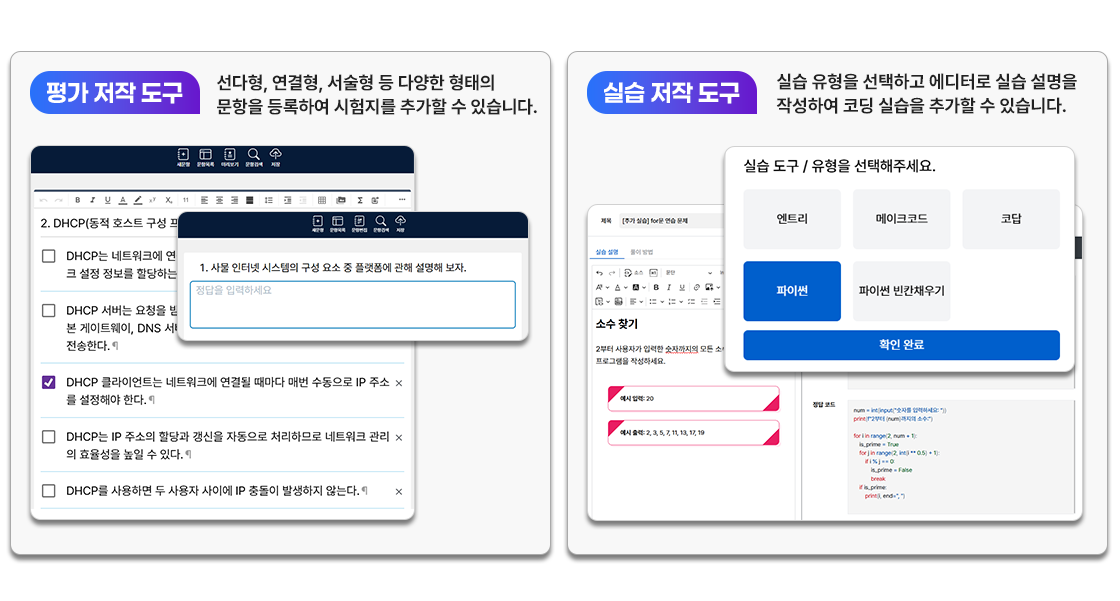 평가 저작 도구
선다형, 연결형, 서술형 등 다양한 형태의
문항을 등록하여 시험지를 추가할 수 있습니다.
새문항 문항목록 미리보기 문항검색 저장
2. DHCP(동적 호스트 구성 프
DHCP는 네트워크에 연
크 설정 정보를 할당하는
DHCP 서버는 요청을 받
본 게이트웨이, DNS 서버
전송한다.
DHCP 클라이언트는 네트워크에 연결될 때마다 매번 수동으로 IP 주소
를 설정해야 한다.
DHCP는 IP 주소의 할당과 갱신을 자동으로 처리하므로 네트워크 관리
의 효율성을 높일 수 있다.
DHCP를 사용하면 두 사용자 사이에 IP 충돌이 발생하지 않는다.
새문항 문항목록 문항편집 문항검색 저장
1. 사물 인터넷 시스템의 구성 요소 중 플랫폼에 관해 설명해 보자.
정답을 입력하세요
실습 저작 도구
실습 유형을 선택하고 에디터로 실습 설명을
작성하여 코딩 실습을 추가할 수 있습니다.
실습 도구 / 유형을 선택해주세요.
엔트리 메이크코드 코답
파이썬 파이썬 빈칸채우기
확인 완료
제목 [추가 실습] for문 연습 문제
실습 설명 풀이 방법
소스 문단
소수 찾기
2부터 사용자가 입력한 숫자까지의 모든 소
프로그램을 작성하세요.
예시 입력: 20
예시 출력: 2, 3, 5, 7, 11, 13, 17, 19
정답 코드
num = int(input("숫자를 입력하세요: "))
print(f"2부터 {num}까지의 소수:")
for i in range(2, num + 1):
is_prime = True
for j in range(2, int(i ** 0.5) + 1):
if i % j == 0
is_prime = False
break
if is_prime:
print(i, end=", ")